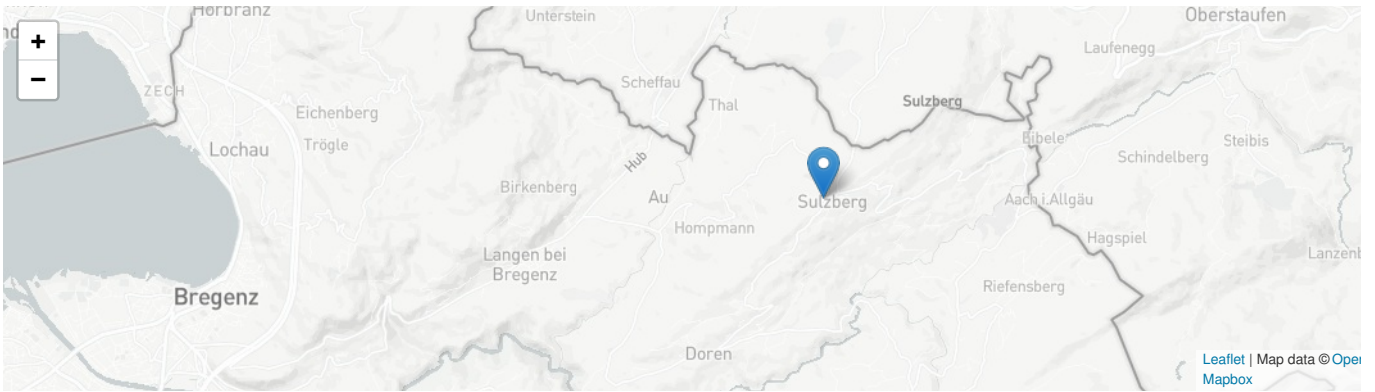 Hörbranz
+
−
ZECH
Lochau
Eichenberg
Trögle
Bregenz
Unterstein
Scheffau
Hub
Birkenberg
Au
Langen bei
Bregenz
Thal
Hompmann
Doren
Sulzberg
Sulzberg
Oberstaufen
Laufenegg
Eibele
Steibis
Schindelberg
Aach i.Allgäu
Hagspiel
Riefensberg
Leaflet | Map data ©
Mapbox